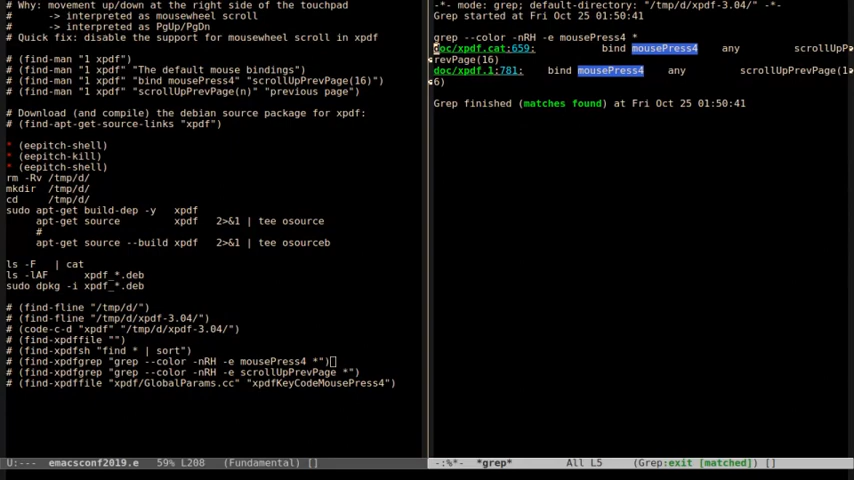 # Why: movement up/down at the right side of the touchpad
#      -> interpreted as mousewheel scroll
#      -> interpreted as PgUp/PgDn
# Quick fix: disable the support for mousewheel scroll in xpdf

# (find-man "1 xpdf")
# (find-man "1 xpdf" "The default mouse bindings")
# (find-man "1 xpdf" "bind mousePress4" "scrollUpPrevPage(16)")
# (find-man "1 xpdf" "scrollUpPrevPage(n)" "previous page")

# Download (and compile) the debian source package for xpdf:
# (find-apt-get-source-links "xpdf")

* (eepitch-shell)
* (eepitch-kill)
* (eepitch-shell)
rm -Rv /tmp/d/
mkdir  /tmp/d/
cd     /tmp/d/
sudo apt-get build-dep -y   xpdf
     apt-get source         xpdf   2>&1 | tee osource
     #
     apt-get source --build xpdf   2>&1 | tee osourceb

ls -F   | cat
ls -lAF      xpdf_*.deb
sudo dpkg -i xpdf_*.deb

# (find-fline "/tmp/d/")
# (find-fline "/tmp/d/xpdf-3.04/")
# (code-c-d "xpdf" "/tmp/d/xpdf-3.04/")
# (find-xpdffile "")
# (find-xpdfsh "find * | sort")
# (find-xpdfgrep "grep --color -nRH -e mousePress4 *")
# (find-xpdfgrep "grep --color -nRH -e scrollUpPrevPage *")
# (find-xpdffile "xpdf/GlobalParams.cc" "xpdfKeyCodeMousePress4")
U:---  emacsconf2019.e   59% L208   (Fundamental) []
-*- mode: grep; default-directory: "/tmp/d/xpdf-3.04/" -*-
Grep started at Fri Oct 25 01:50:41

grep --color -nRH -e mousePress4 *
doc/xpdf.cat:659:            bind mousePress4    any          scrollUpP
revPage(16)
doc/xpdf.1:781:     bind mousePress4    any          scrollUpPrevPage(1
6)

Grep finished (matches found) at Fri Oct 25 01:50:41
-:%*-  *grep*         All L5     (Grep:exit [matched]) []